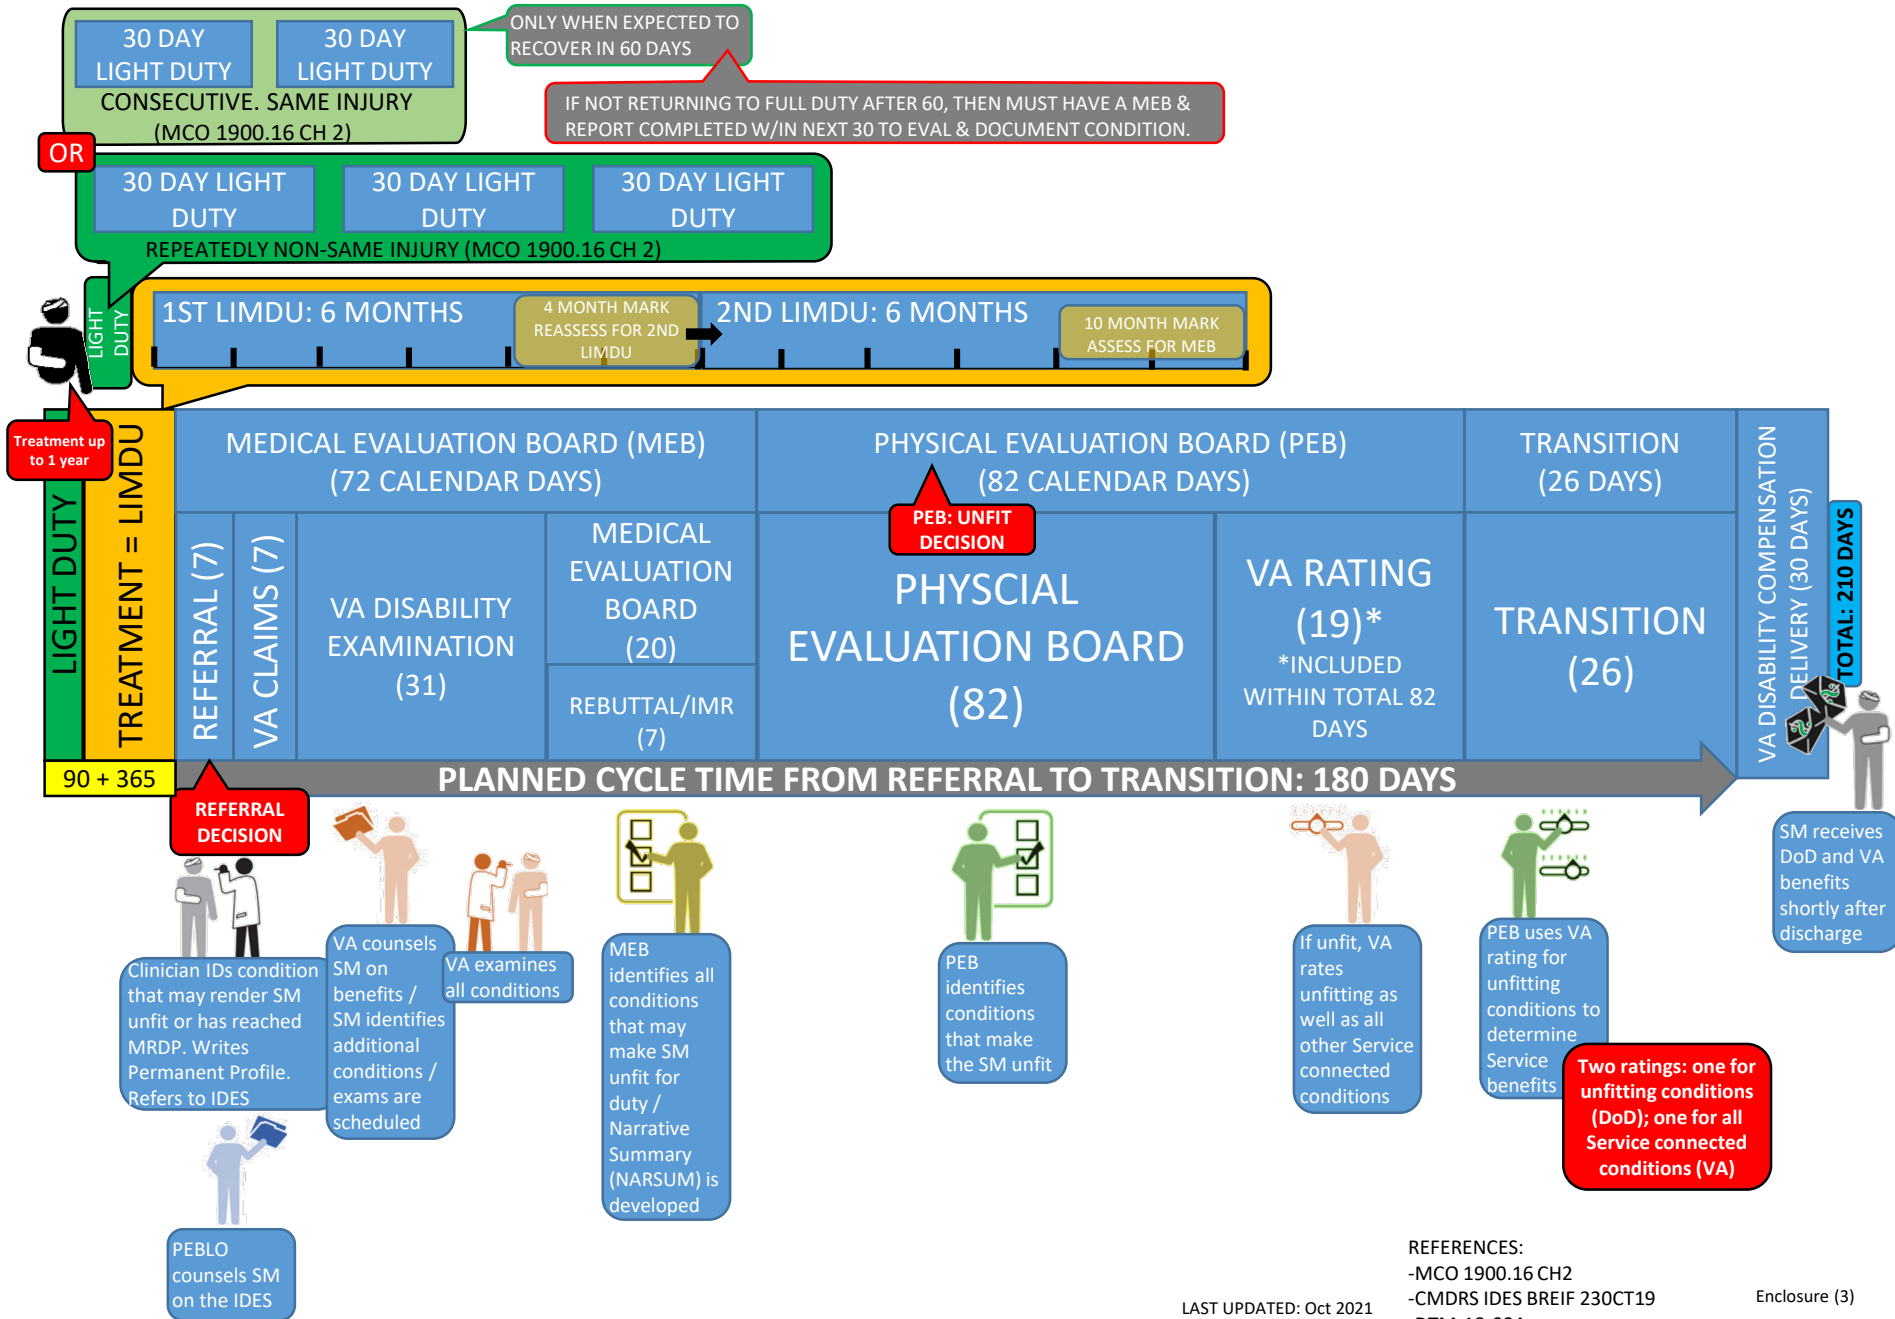 30 DAY
LIGHT DUTY
30 DAY
LIGHT DUTY
CONSECUTIVE. SAME INJURY
(MCO 1900.16 CH 2)
ONLY WHEN EXPECTED TO
RECOVER IN 60 DAYS
IF NOT RETURNING TO FULL DUTY AFTER 60, THEN MUST HAVE A MEB &
REPORT COMPLETED W/IN NEXT 30 TO EVAL & DOCUMENT CONDITION.
OR
30 DAY LIGHT
DUTY
30 DAY LIGHT
DUTY
30 DAY LIGHT
DUTY
REPEATEDLY NON-SAME INJURY (MCO 1900.16 CH 2)
LIGHT
DUTY
1ST LIMDU: 6 MONTHS
4 MONTH MARK
REASSESS FOR 2ND
LIMDU
2ND LIMDU: 6 MONTHS
10 MONTH MARK
ASSESS FOR MEB
Treatment up
to 1 year
LIGHT DUTY
TREATMENT = LIMDU
90 + 365
MEDICAL EVALUATION BOARD (MEB)
(72 CALENDAR DAYS)
PHYSICAL EVALUATION BOARD (PEB)
(82 CALENDAR DAYS)
TRANSITION
(26 DAYS)
VA DISABILITY COMPENSATION
DELIVERY (30 DAYS)
TOTAL: 210 DAYS
PEB: UNFIT
DECISION
REFERRAL (7)
VA CLAIMS (7)
VA DISABILITY
EXAMINATION
(31)
MEDICAL
EVALUATION
BOARD
(20)
REBUTTAL/IMR
(7)
PHYSCIAL
EVALUATION BOARD
(82)
VA RATING
(19)*
*INCLUDED
WITHIN TOTAL 82
DAYS
TRANSITION
(26)
PLANNED CYCLE TIME FROM REFERRAL TO TRANSITION: 180 DAYS
REFERRAL
DECISION
Clinician IDs condition
that may render SM
unfit or has reached
MRDP. Writes
Permanent Profile.
Refers to IDES
PEBLO
counsels SM
on the IDES
VA counsels
SM on
benefits /
SM identifies
additional
conditions /
exams are
scheduled
VA examines
all conditions
MEB
identifies all
conditions
that may
make SM
unfit for
duty /
Narrative
Summary
(NARSUM) is
developed
PEB
identifies
conditions
that make
the SM unfit
If unfit, VA
rates
unfitting as
well as all
other Service
connected
conditions
PEB uses VA
rating for
unfitting
conditions to
determine
Service
benefits
Two ratings: one for
unfitting conditions
(DoD); one for all
Service connected
conditions (VA)
SM receives
DoD and VA
benefits
shortly after
discharge
LAST UPDATED: Oct 2021
REFERENCES:
-MCO 1900.16 CH2
-CMDRS IDES BREIF 230CT19
Enclosure (3)